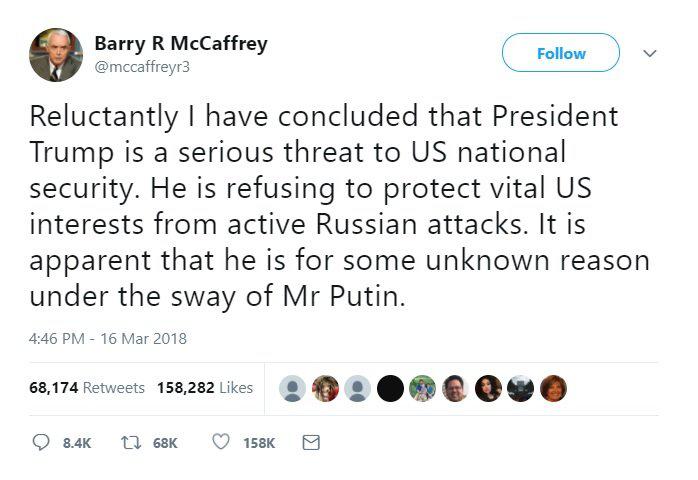 Barry R McCaffrey
@mccaffreyr3
Follow
Reluctantly I have concluded that President
Trump is a serious threat to US national
security. He is refusing to protect vital US
interests from active Russian attacks. It is
apparent that he is for some unknown reason
under the sway of Mr Putin.
4:46 PM - 16 Mar 2018
68,174 Retweets 158,282 Likes
8.4K 68K 158K